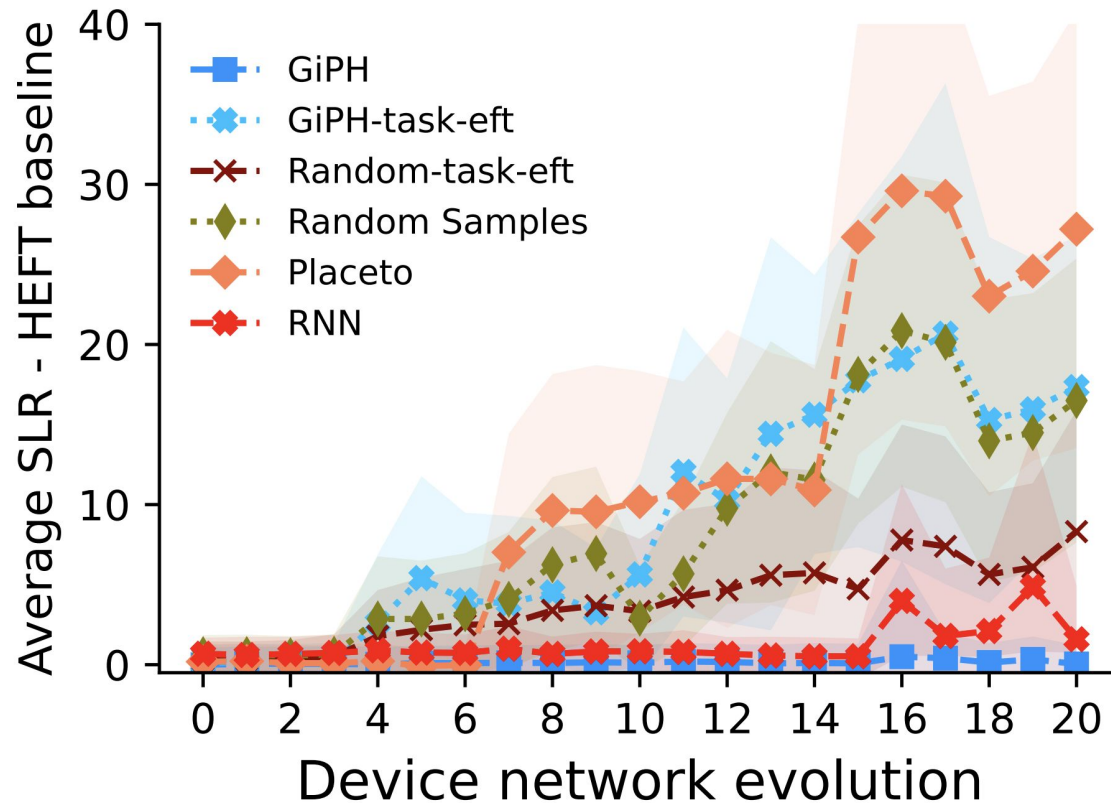 Average SLR - HEFT baseline
40
30
20
10
0
GiPH
GiPH-task-eft
Random-task-eft
Random Samples
Placeto
RNN
0 2 4 6 8 10 12 14 16 18 20
Device network evolution